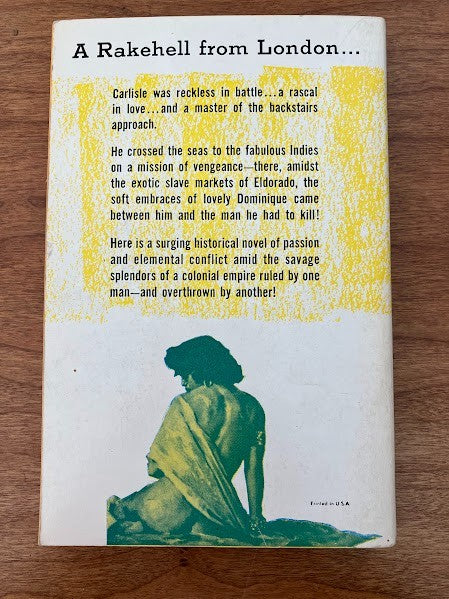 A Rakehell from London...
Carlisle was reckless in battle...a rascal
in love...and a master of the backstairs
approach.
He crossed the seas to the fabulous Indies
on a mission of vengeance—there, amidst
the exotic slave markets of Eldorado, the
soft embraces of lovely Dominique came
between him and the man he had to kill!
Here is a surging historical novel of passion
and elemental conflict amid the savage
splendors of a colonial empire ruled by one
man—and overthrown by another!
Printed in USA